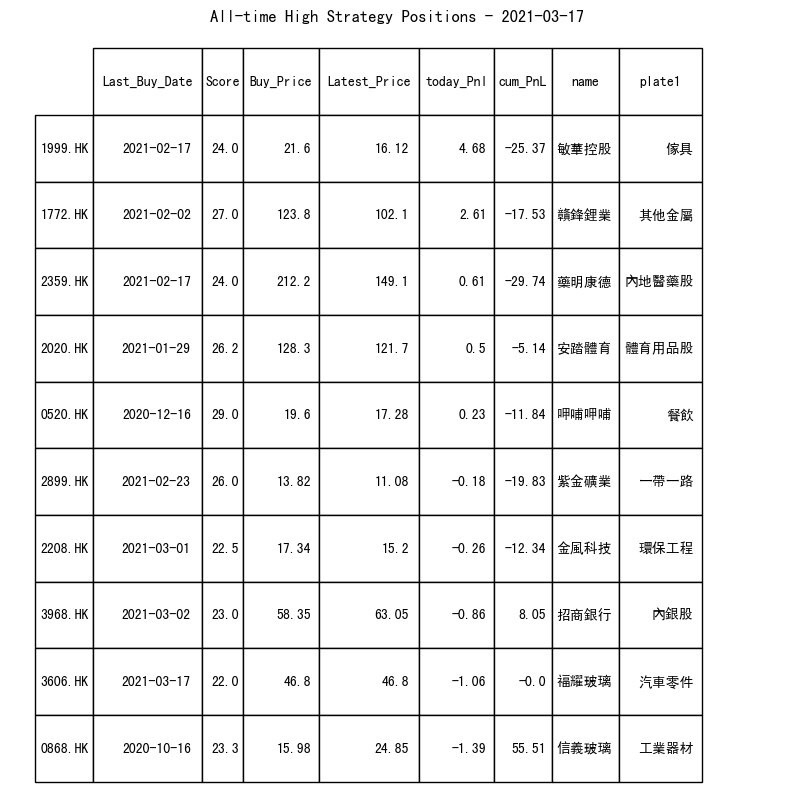 All-time High Strategy Positions - 2021-03-17
Last_Buy_Date Score Buy_Price Latest_Price today_Pnl cum_PnL name plate1
1999.HK 2021-02-17 24.0 21.6 16.12 4.68 -25.37 敏華控股 傢具
1772.HK 2021-02-02 27.0 123.8 102.1 2.61 -17.53 贛鋒鋰業 其他金屬
2359.HK 2021-02-17 24.0 212.2 149.1 0.61 -29.74 藥明康德 內地醫藥股
2020.HK 2021-01-29 26.2 128.3 121.7 0.5 -5.14 安踏體育 體育用品股
0520.HK 2020-12-16 29.0 19.6 17.28 0.23 -11.84 呷哺呷哺 餐飲
2899.HK 2021-02-23 26.0 13.82 11.08 -0.18 -19.83 紫金礦業 一帶一路
2208.HK 2021-03-01 22.5 17.34 15.2 -0.26 -12.34 金風科技 環保工程
3968.HK 2021-03-02 23.0 58.35 63.05 -0.86 8.05 招商銀行 內銀股
3606.HK 2021-03-17 22.0 46.8 46.8 -1.06 -0.0 福耀玻璃 汽車零件
0868.HK 2020-10-16 23.3 15.98 24.85 -1.39 55.51 信義玻璃 工業器材